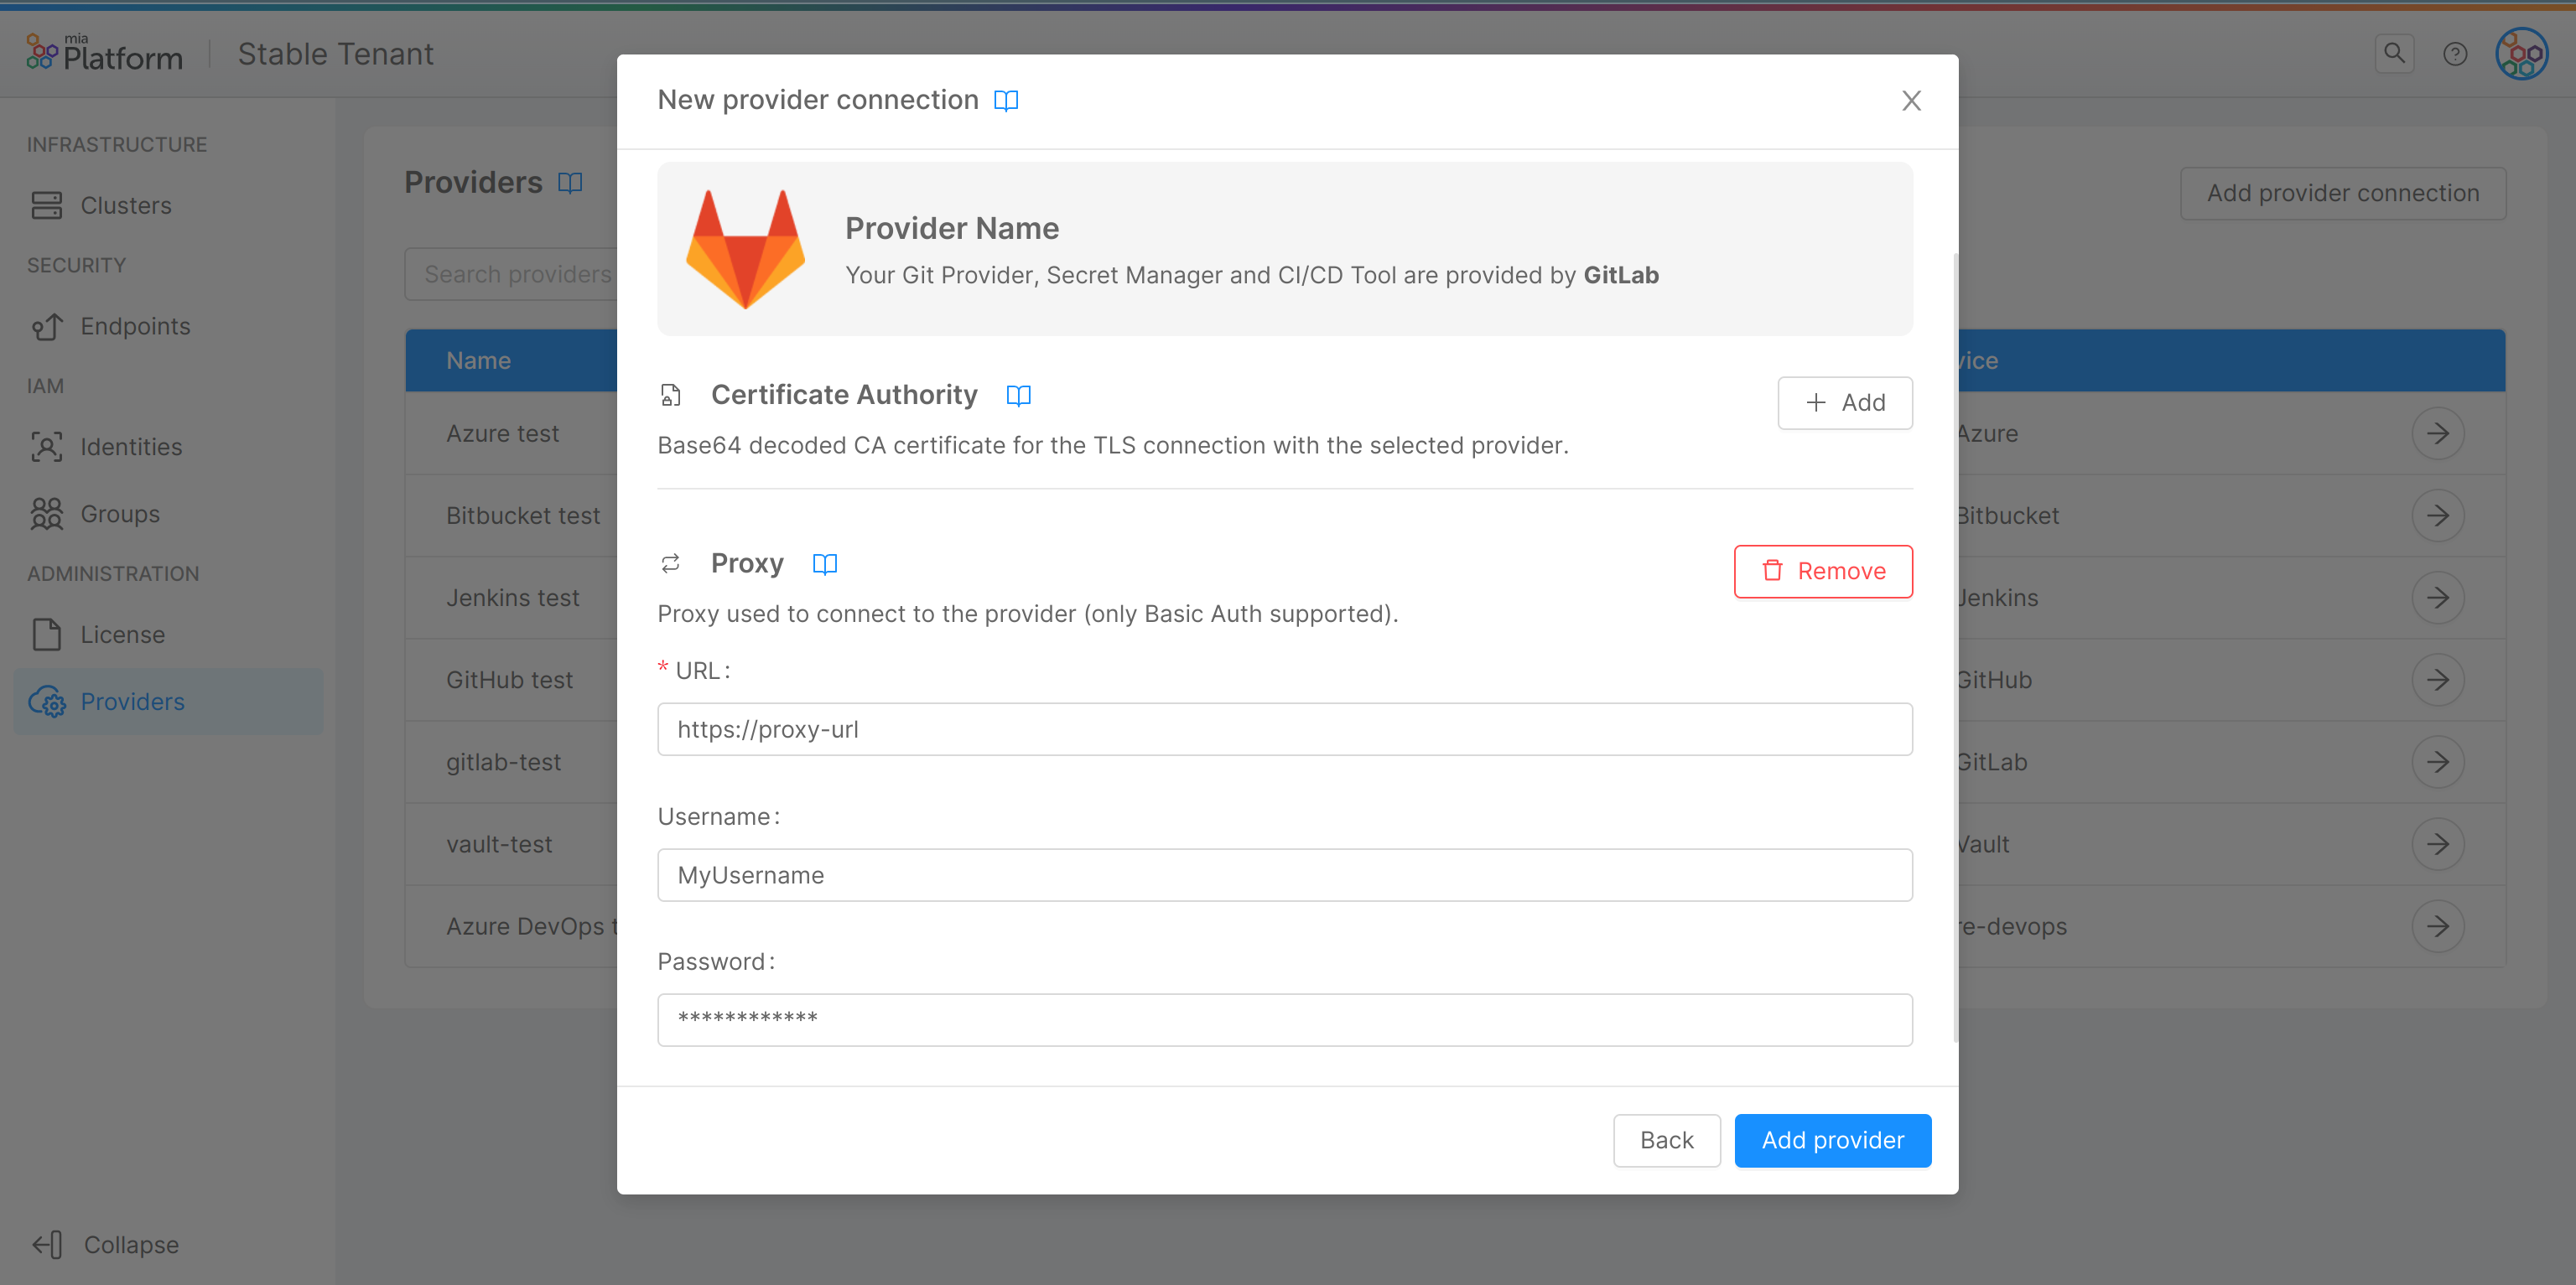 mia
Platform
Stable Tenant
INFRASTRUCTURE
Clusters
SECURITY
Endpoints
IAM
Identities
Groups
ADMINISTRATION
License
Providers
Collapse
Providers
Add provider connection
Search providers
Name
vice
Azure test
Azure
Bitbucket test
Bitbucket
Jenkins test
Jenkins
GitHub test
GitHub
gitlab-test
GitLab
vault-test
Vault
Azure DevOps t
re-devops
New provider connection
Provider Name
Your Git Provider, Secret Manager and CI/CD Tool are provided by GitLab
Certificate Authority
Add
Base64 decoded CA certificate for the TLS connection with the selected provider.
Proxy
Remove
Proxy used to connect to the provider (only Basic Auth supported).
* URL:
https://proxy-url
Username:
MyUsername
Password:
************
Back
Add provider